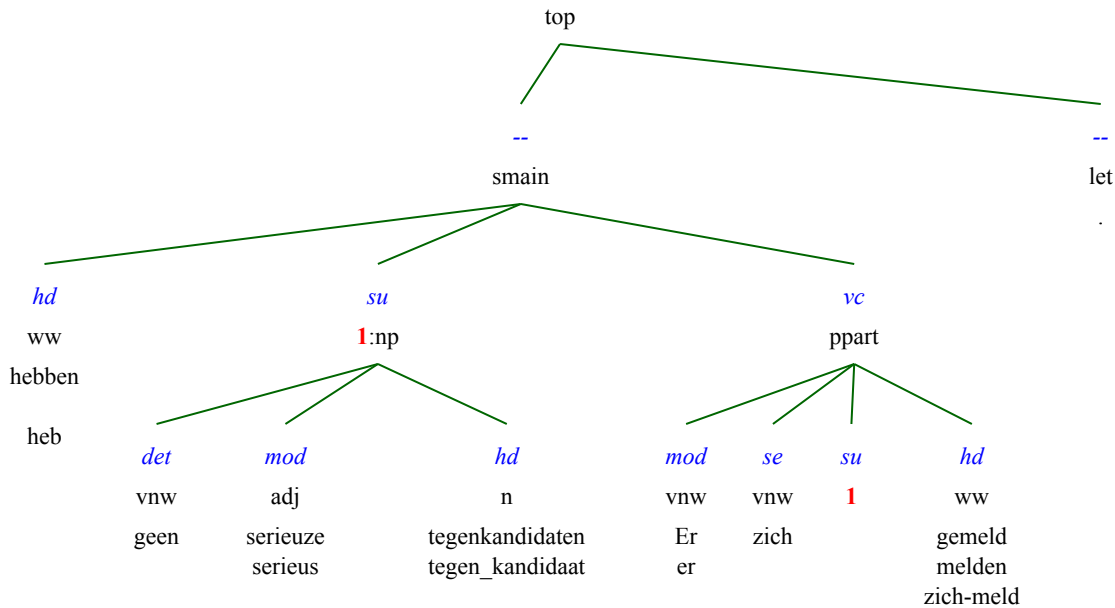 top
-- --
smain let
.
hd su vc
ww 1:np ppart
hebben
heb
det mod hd mod se su hd
vnw adj n vnw vnw 1 ww
geen serieuze tegenkandidaten Er zich gemeld
serieus tegen_kandidaat er melden
zich-meld